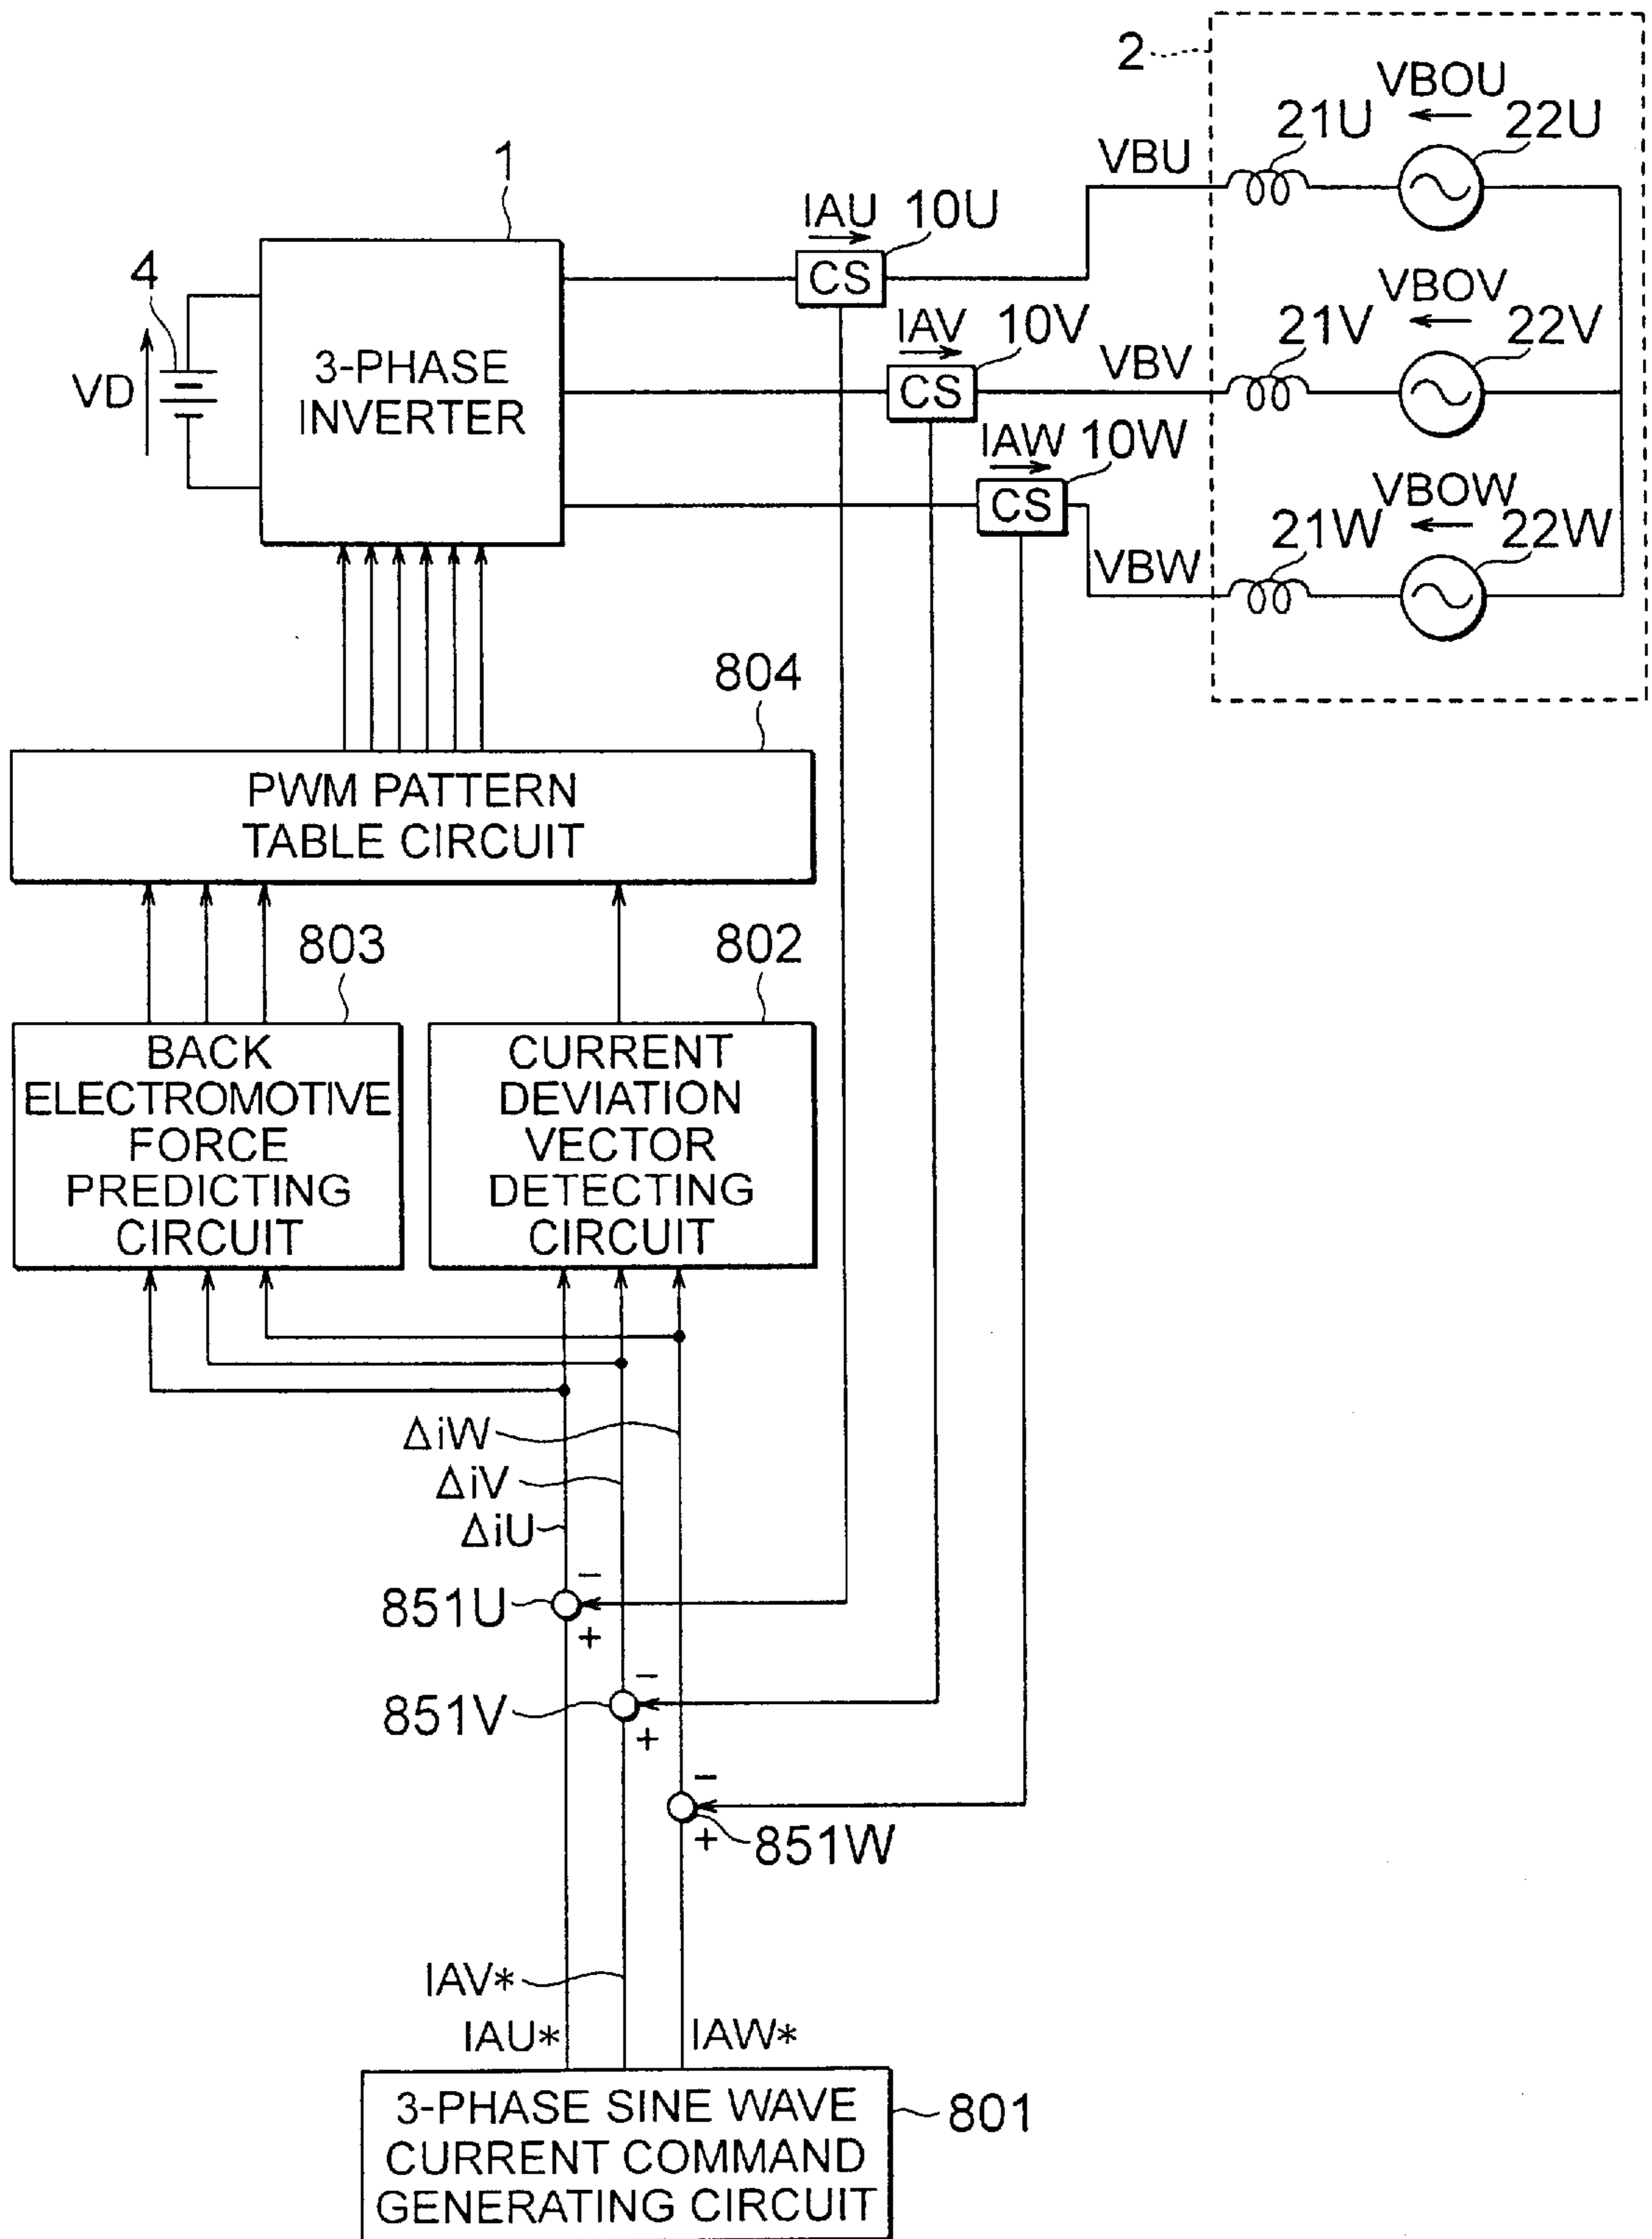 2
VBOU
21U
22U
VBU
1
IAU
10U
CS
4
VD
3-PHASE
INVERTER
IAV
10V
CS
VBV
VBOV
21V
22V
IAW
10W
CS
VBW
VBOW
21W
22W
804
PWM PATTERN
TABLE CIRCUIT
803
802
BACK
ELECTROMOTIVE
FORCE
PREDICTING
CIRCUIT
CURRENT
DEVIATION
VECTOR
DETECTING
CIRCUIT
ΔiW
ΔiV
ΔiU
−
851U
+
−
851V
+
−
+
851W
IAV*
IAU*
IAW*
3-PHASE SINE WAVE
CURRENT COMMAND
GENERATING CIRCUIT
801